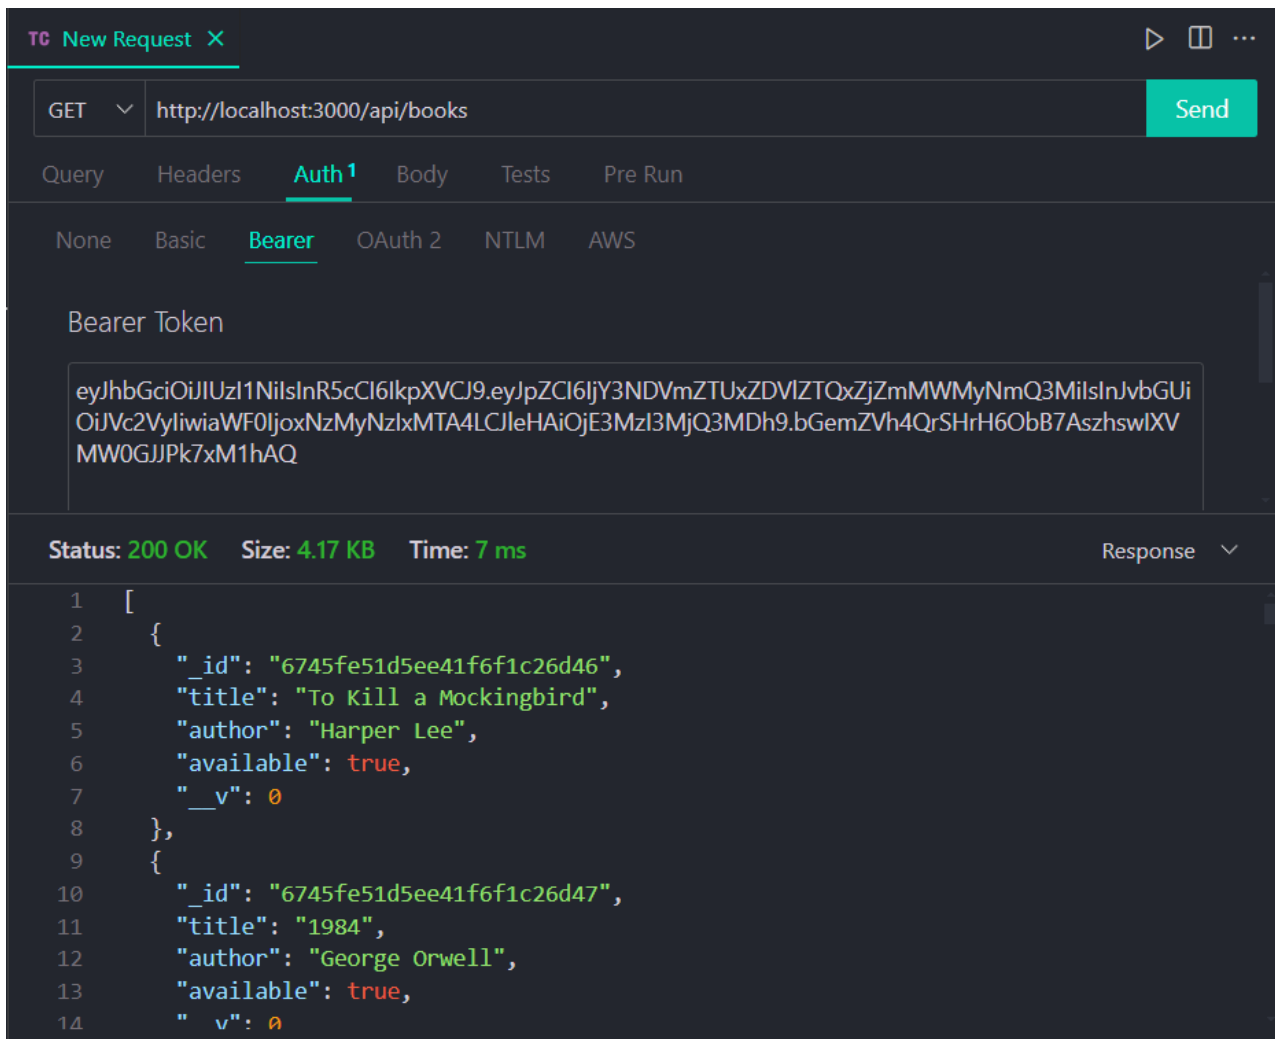 TC New Request ×
GET http://localhost:3000/api/books Send
Query Headers Auth 1 Body Tests Pre Run
None Basic Bearer OAuth 2 NTLM AWS
Bearer Token
eyJhbGciOiJIUzI1NiIsInR5cCI6IkpXVCJ9.eyJpZCI6IjY3NDVmZTUxZDVlZTQxZjZmMWMyNmQ3MiIsInJvbGUi
OiJVc2VyIiwiaWF0IjoxNzMyNzIxMTA4LCJleHAiOjE3MzI3MjQ3MDh9.bGemZVh4QrSHrH6ObB7AszhswIXV
MW0GJJPk7xM1hAQ
Status: 200 OK Size: 4.17 KB Time: 7 ms Response
1 [
2 {
3 "_id": "6745fe51d5ee41f6f1c26d46",
4 "title": "To Kill a Mockingbird",
5 "author": "Harper Lee",
6 "available": true,
7 "__v": 0
8 },
9 {
10 "_id": "6745fe51d5ee41f6f1c26d47",
11 "title": "1984",
12 "author": "George Orwell",
13 "available": true,
14 "__v": 0